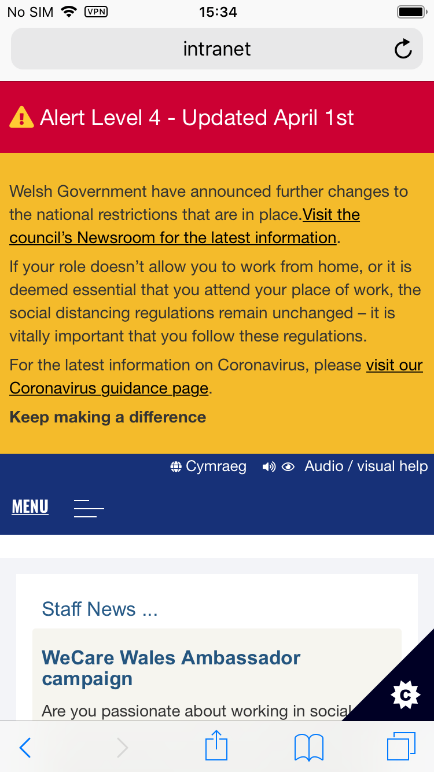 No SIM VPN 15:34
intranet
Alert Level 4 - Updated April 1st
Welsh Government have announced further changes to
the national restrictions that are in place.Visit the
council's Newsroom for the latest information.
If your role doesn't allow you to work from home, or it is
deemed essential that you attend your place of work, the
social distancing regulations remain unchanged – it is
vitally important that you follow these regulations.
For the latest information on Coronavirus, please visit our
Coronavirus guidance page.
Keep making a difference
Cymraeg Audio / visual help
MENU
Staff News ...
WeCare Wales Ambassador
campaign
Are you passionate about working in social
C